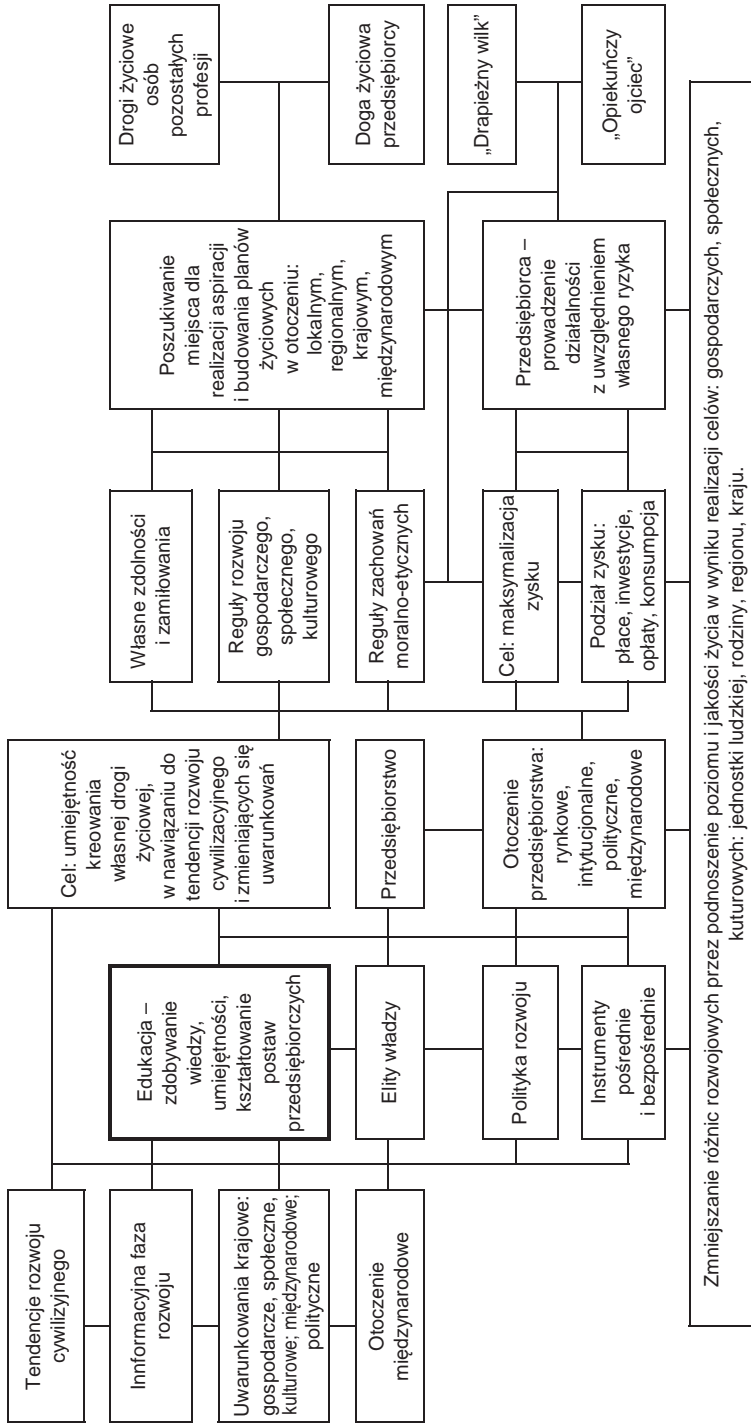 Tendencje rozwoju
cywilizyjnego
Innformacyjna faza
rozwoju
Uwarunkowania krajowe:
gospodarcze, społeczne,
kulturowe; międzynarodowe;
polityczne
Otoczenie
międzynarodowe
Edukacja –
zdobywanie
wiedzy,
umiejętności,
kształtowanie
postaw
przedsiębiorczych
Elity władzy
Polityka rozwoju
Instrumenty
pośrednie
i bezpośrednie
Cel: umiejętność
kreowania
własnej drogi
życiowej,
w nawiązaniu do
tendencji rozwoju
cywilizacyjnego
i zmieniających się
uwarunkowań
Przedsiębiorstwo
Otoczenie
przedsiębiorstwa:
rynkowe,
intytucjonalne,
polityczne,
międzynarodowe
Własne zdolności
i zamiłowania
Reguły rozwoju
gospodarczego,
społecznego,
kulturowego
Reguły zachowań
moralno-etycznych
Cel: maksymalizacja
zysku
Podział zysku:
płace, inwestycje,
opłaty, konsumpcja
Poszukiwanie
miejsca dla
realizacji aspiracji
i budowania planów
życiowych
w otoczeniu:
lokalnym,
regionalnym,
krajowym,
międzynarodowym
Przedsiębiorca –
prowadzenie
działalności
z uwzględnieniem
własnego ryzyka
Drogi życiowe
osób
pozostałych
profesji
Doga życiowa
przedsiębiorcy
„Drapieżny wilk”
„Opiekuńczy
ojciec”
Zmniejszanie różnic rozwojowych przez podnoszenie poziomu i jakości życia w wyniku realizacji celów: gospodarczych, społecznych,
kuturowych: jednostki ludzkiej, rodziny, regionu, kraju.